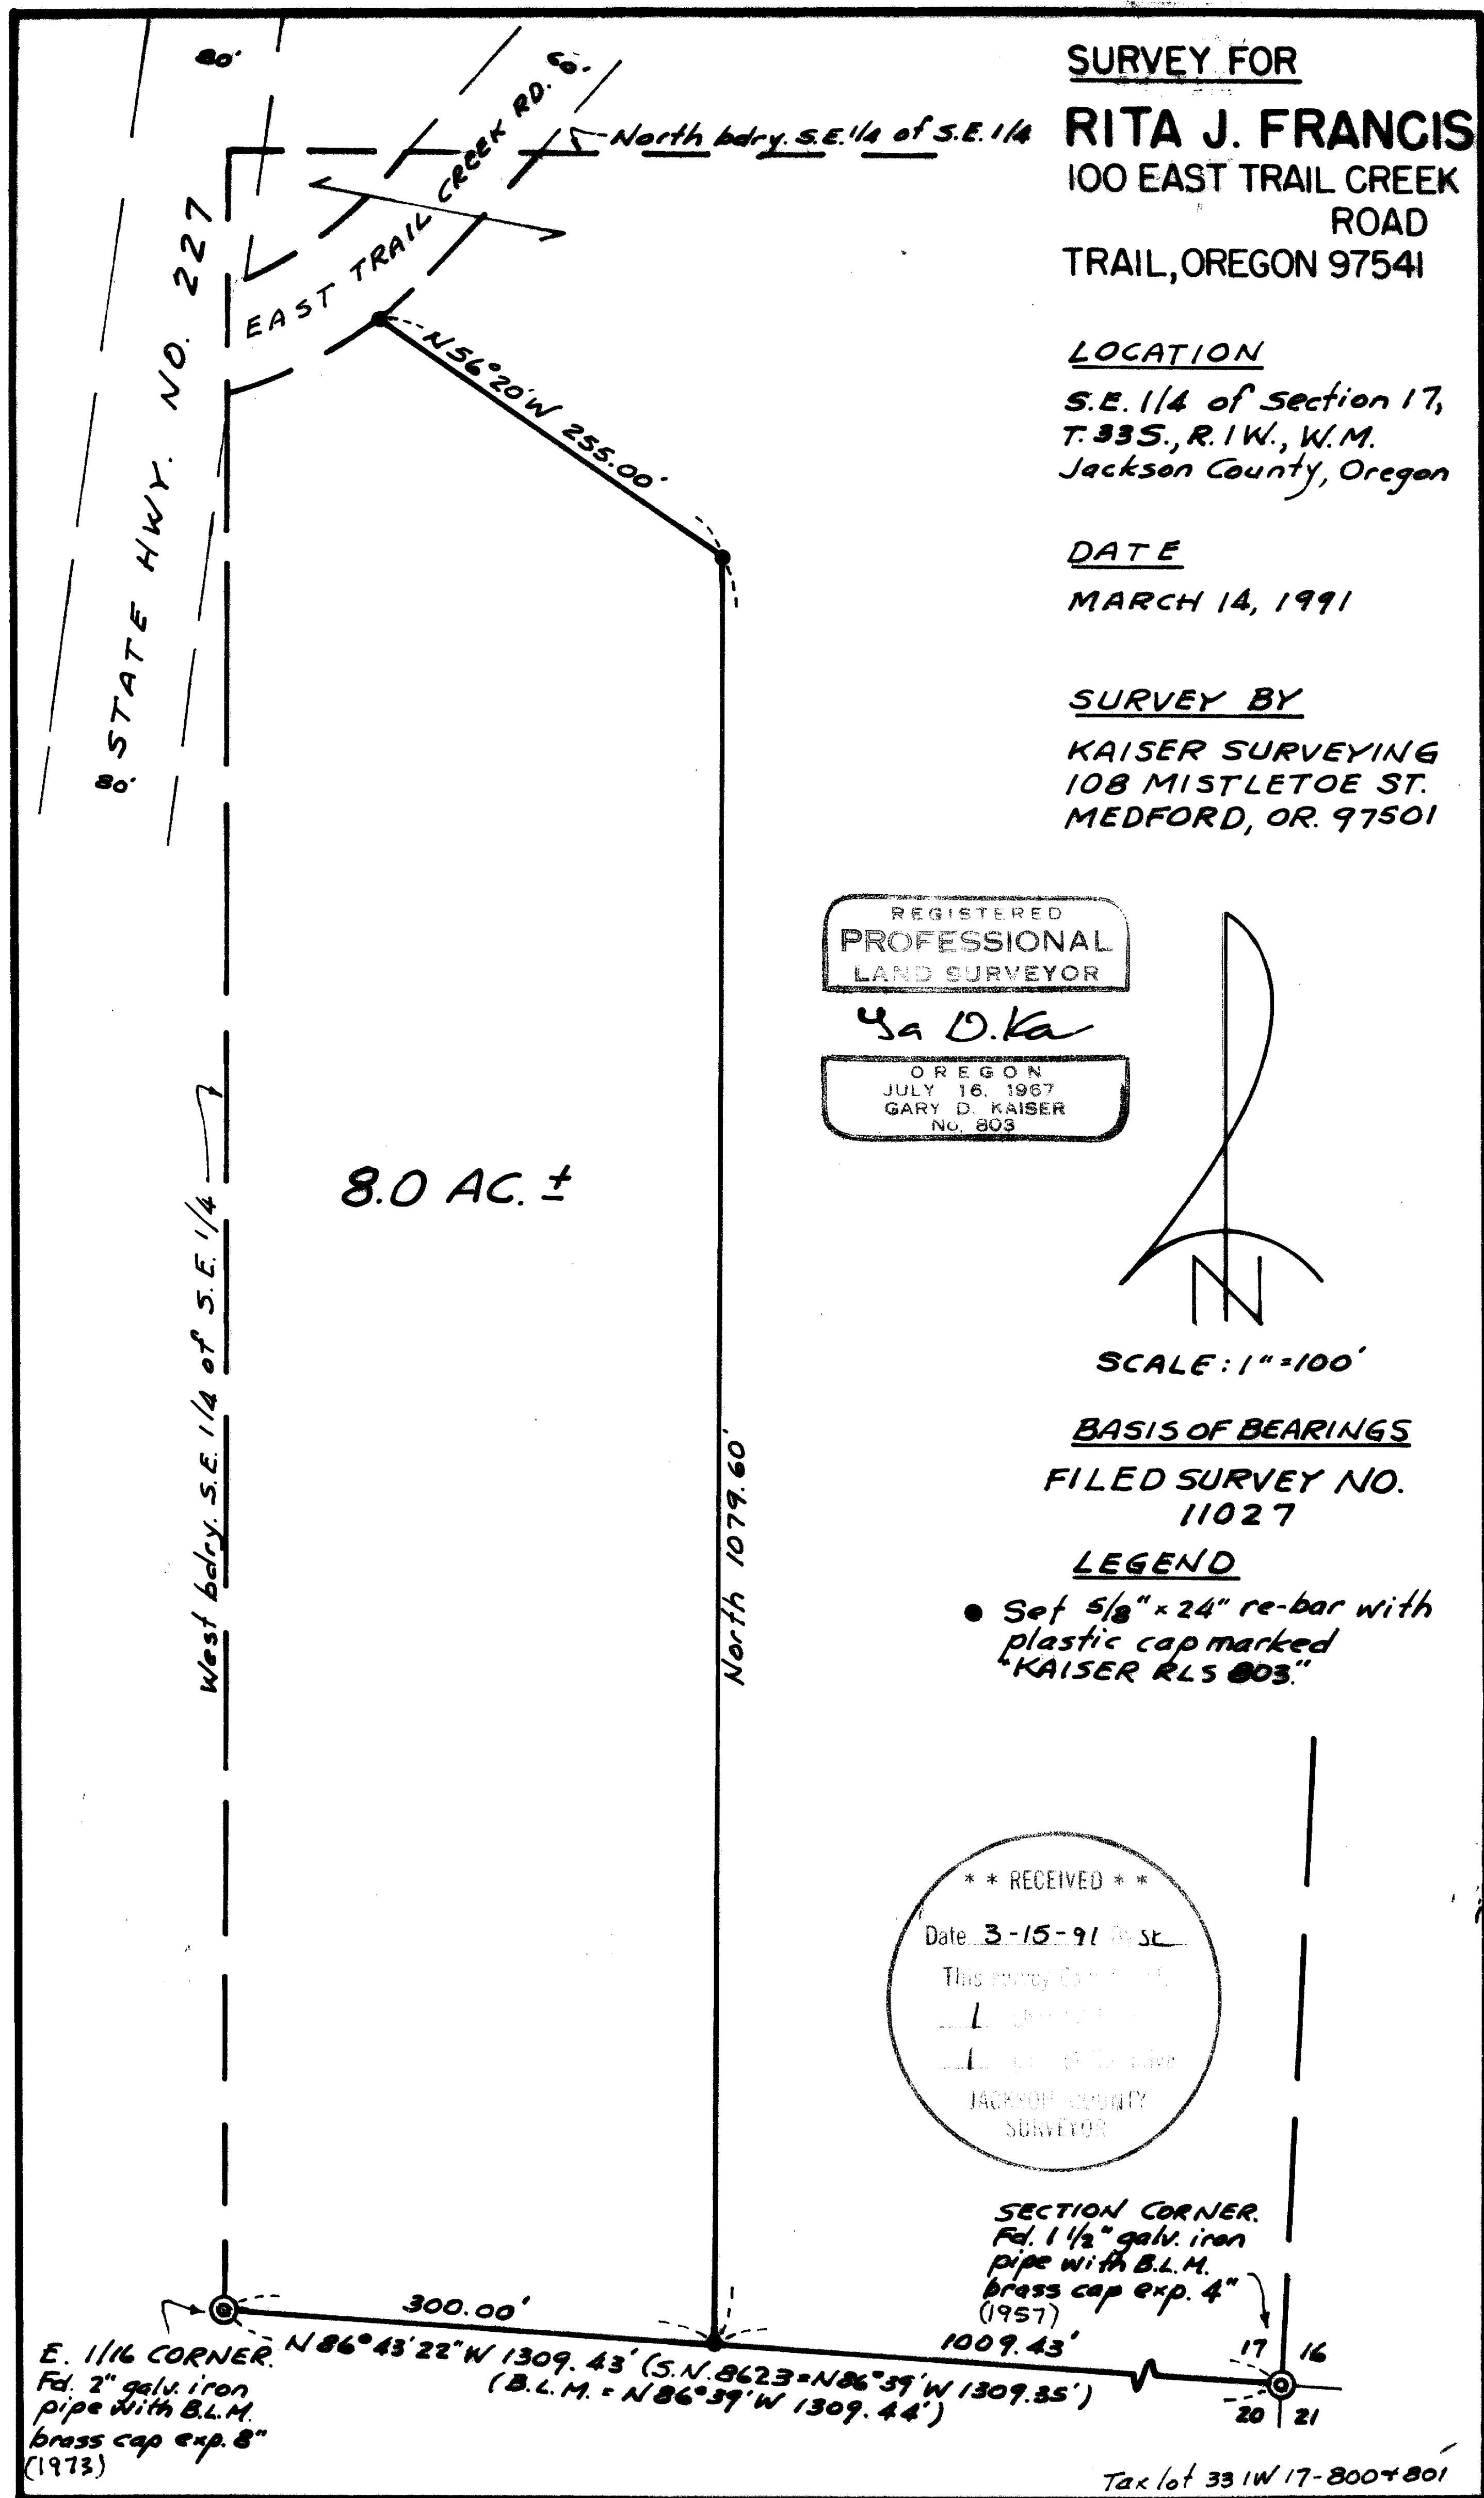 SURVEY FOR
RITA J. FRANCIS
100 EAST TRAIL CREEK
ROAD
TRAIL, OREGON 97541
LOCATION
S.E. 1/4 of Section 17,
T. 33S., R. 1W., W.M.
Jackson County, Oregon
DATE
MARCH 14, 1991
SURVEY BY
KAISER SURVEYING
108 MISTLETOE ST.
MEDFORD, OR. 97501
REGISTERED
PROFESSIONAL
LAND SURVEYOR
OREGON
JULY 16, 1967
GARY D. KAISER
No. 803
N
SCALE: 1"=100'
BASIS OF BEARINGS
FILED SURVEY NO.
11027
LEGEND
Set 5/8" x 24" re-bar with
plastic cap marked
"KAISER RLS 803."
80'
60'
North bdry. S.E. 1/4 of S.E. 1/4
EAST TRAIL CREEK RD.
STATE HWY. NO. 227
80'
N56°20'W 255.00'
8.0 AC. ±
West bdry. S.E. 1/4 of S.E. 1/4
North 1079.60'
* * RECEIVED * *
Date 3-15-91 By SK
This survey
1
1
JACKSON COUNTY
SURVEYOR
SECTION CORNER.
Fd. 1 1/2" galv. iron
pipe with B.L.M.
brass cap exp. 4"
(1957)
300.00'
1009.43'
17 16
20 21
N86°43'22"W 1309.43' (S.N. 8623=N86°39'W 1309.35')
(B.L.M. = N86°39'W 1309.44')
E. 1/16 CORNER.
Fd. 2" galv. iron
pipe with B.L.M.
brass cap exp. 8"
(1973)
Tax lot 33 1W 17-800+801